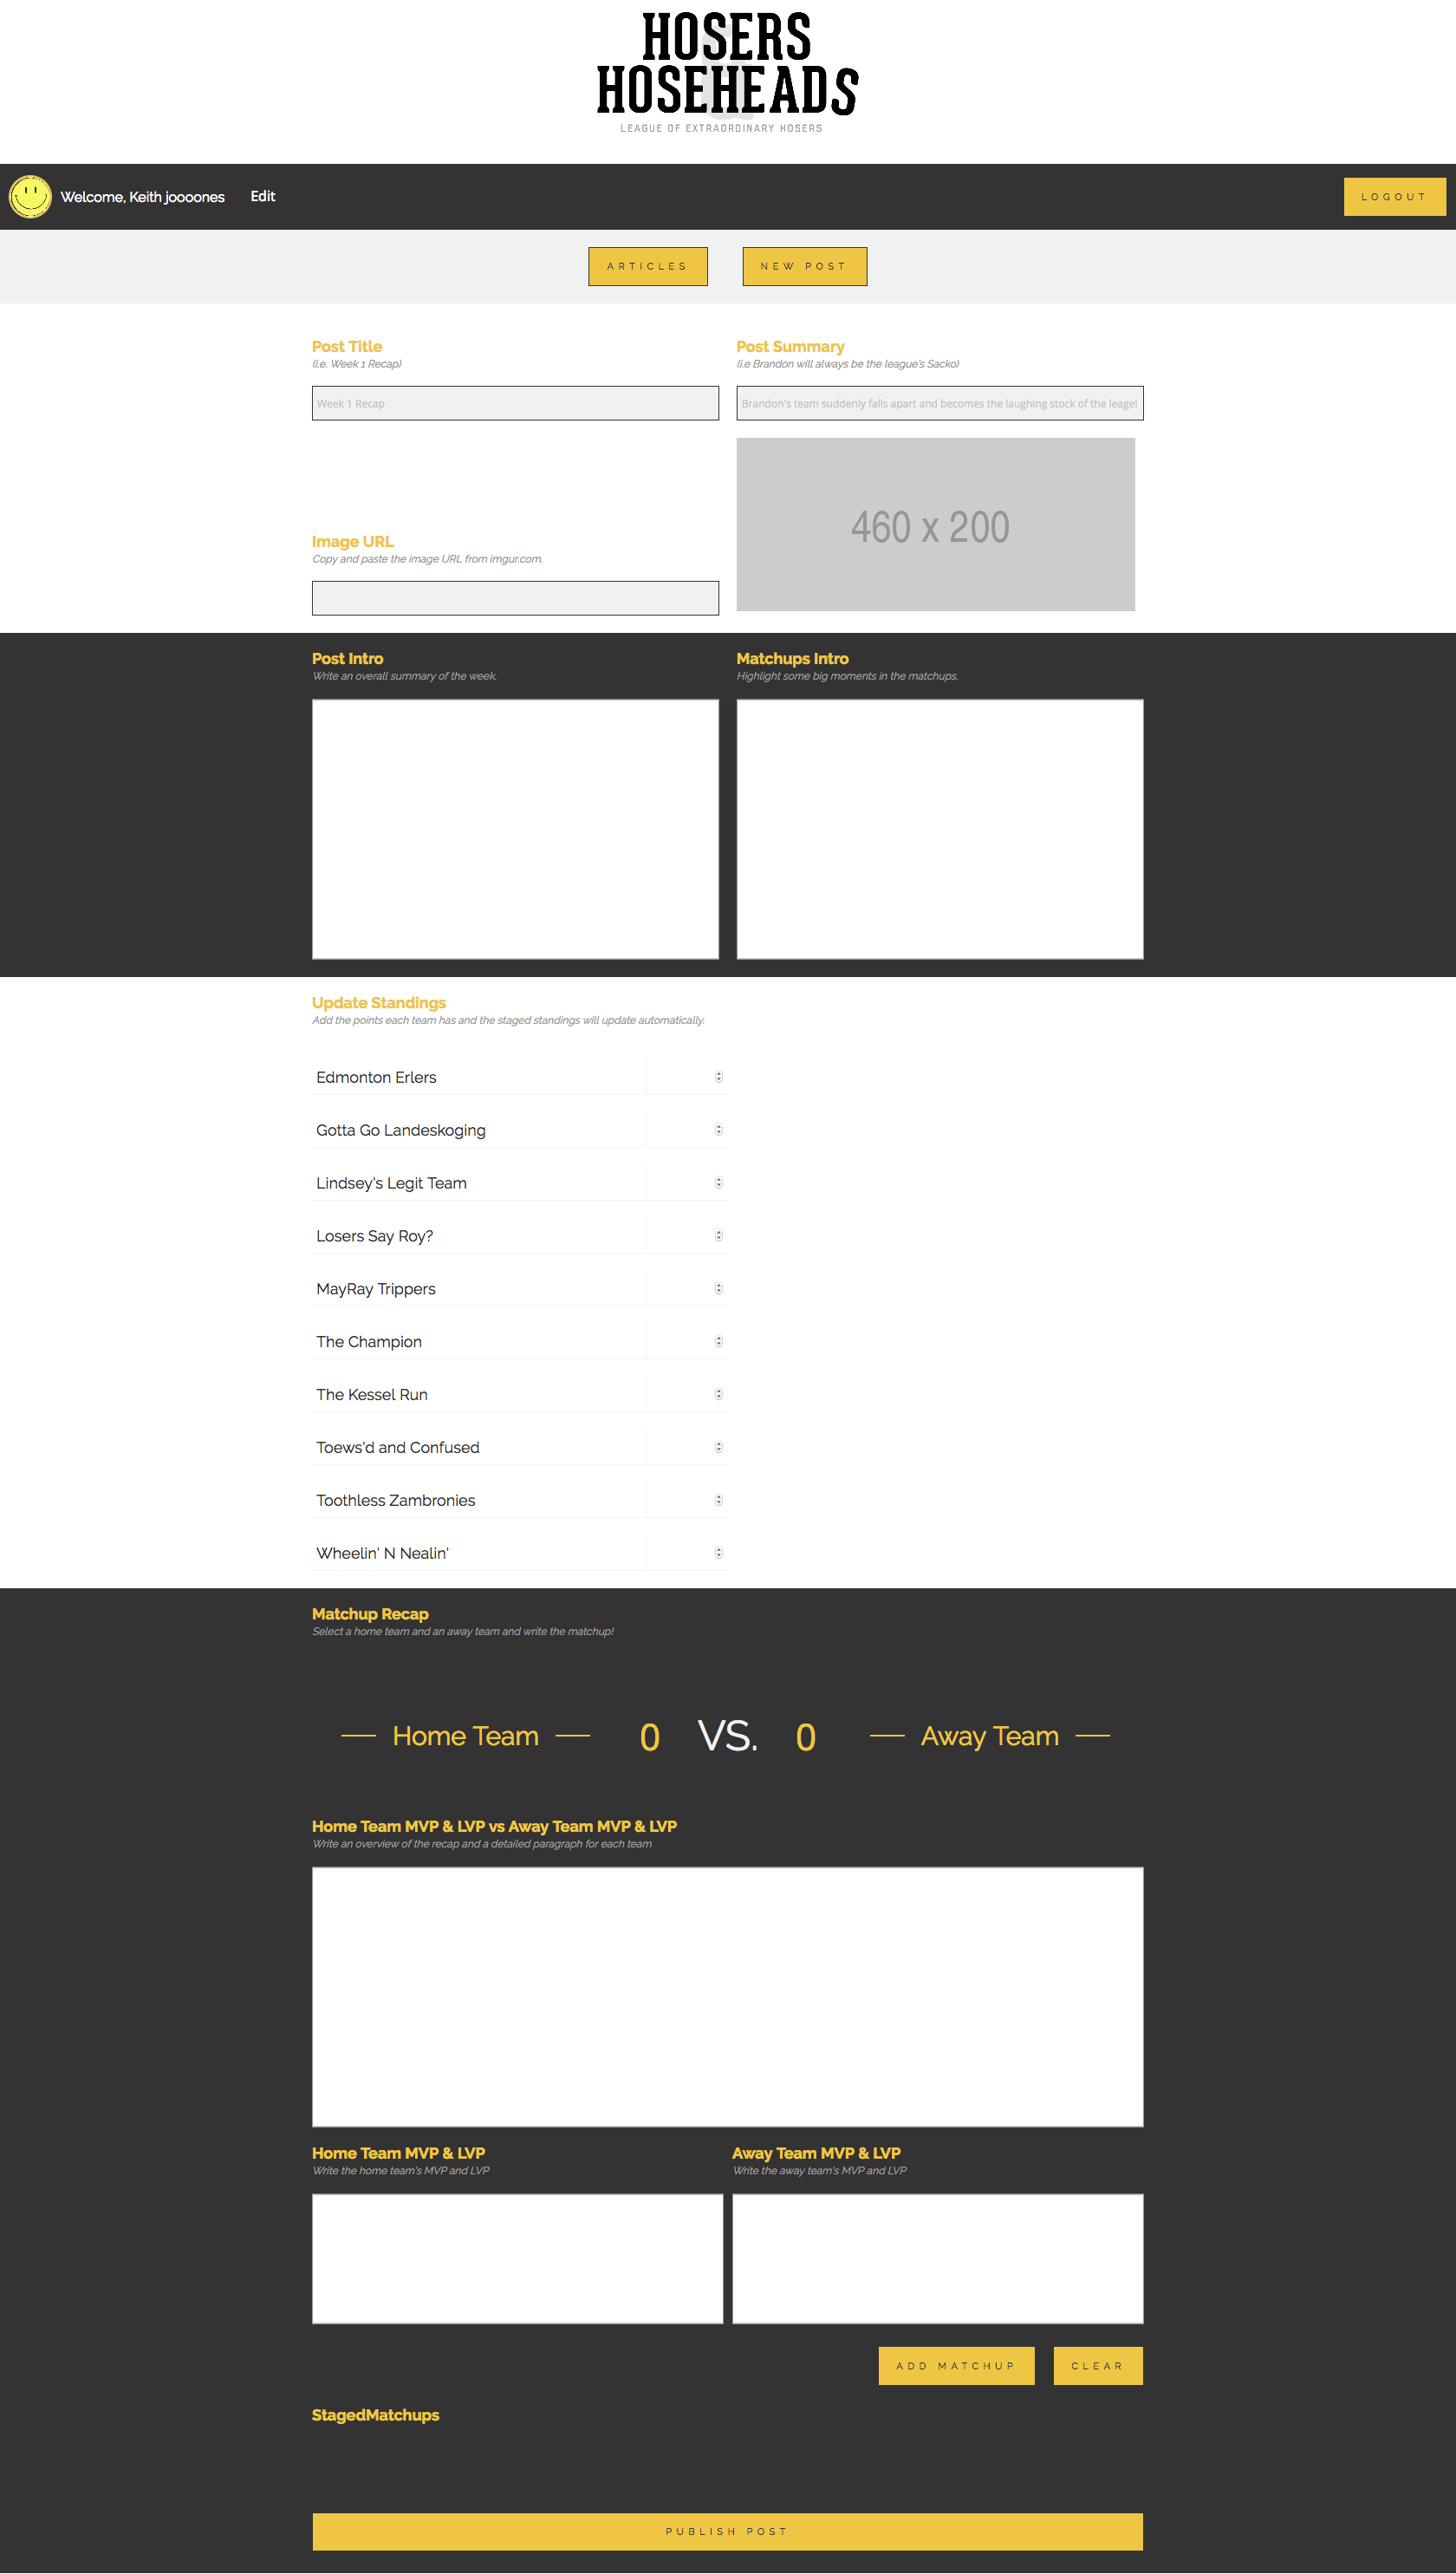 HOSERS
&
HOSEHEADS
LEAGUE OF EXTRAORDINARY HOSERS
Welcome, Keith joooones Edit LOGOUT
ARTICLES NEW POST
Post Title
(i.e. Week 1 Recap)
Week 1 Recap
Post Summary
(i.e Brandon will always be the league's Sacko)
Brandon's team suddenly falls apart and becomes the laughing stock of the leage!
460 x 200
Image URL
Copy and paste the image URL from imgur.com.
Post Intro
Write an overall summary of the week.
Matchups Intro
Highlight some big moments in the matchups.
Update Standings
Add the points each team has and the staged standings will update automatically.
Edmonton Erlers
Gotta Go Landeskoging
Lindsey's Legit Team
Losers Say Roy?
MayRay Trippers
The Champion
The Kessel Run
Toews'd and Confused
Toothless Zambronies
Wheelin' N Nealin'
Matchup Recap
Select a home team and an away team and write the matchup!
Home Team 0 VS. 0 Away Team
Home Team MVP & LVP vs Away Team MVP & LVP
Write an overview of the recap and a detailed paragraph for each team
Home Team MVP & LVP
Write the home team's MVP and LVP
Away Team MVP & LVP
Write the away team's MVP and LVP
ADD MATCHUP CLEAR
StagedMatchups
PUBLISH POST